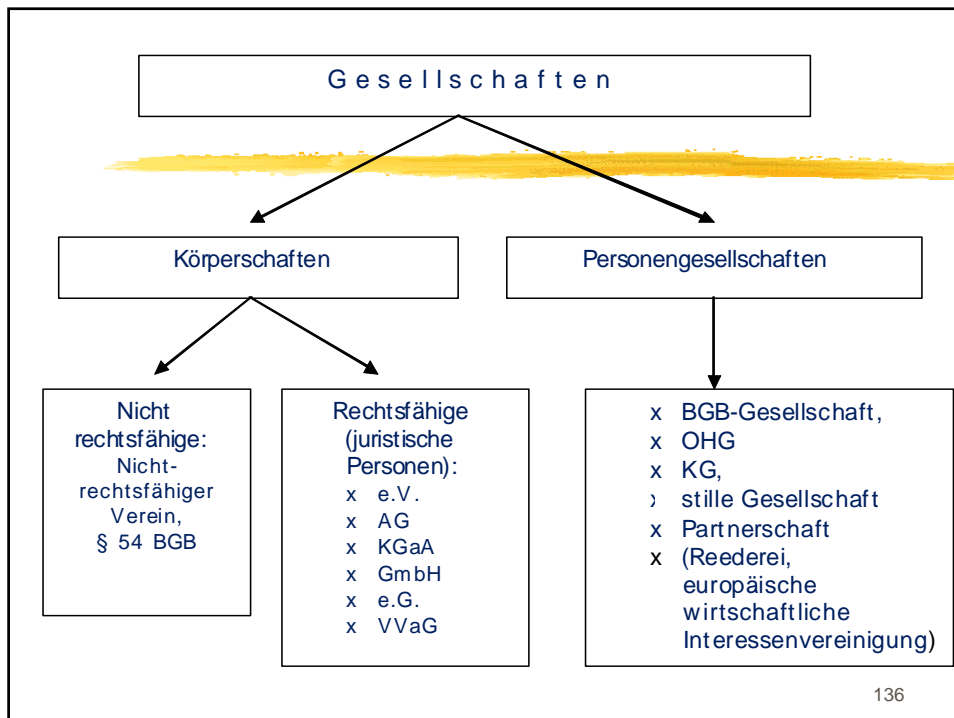 Gesellschaften
Körperschaften
Personengesellschaften
Nicht
rechtsfähige:
Nicht-
rechtsfähiger
Verein,
§ 54 BGB
Rechtsfähige
(juristische
Personen):
x e.V.
x AG
x KGaA
x GmbH
x e.G.
x VVaG
x BGB-Gesellschaft,
x OHG
x KG,
x stille Gesellschaft
x Partnerschaft
x (Reederei,
europäische
wirtschaftliche
Interessenvereinigung)
136